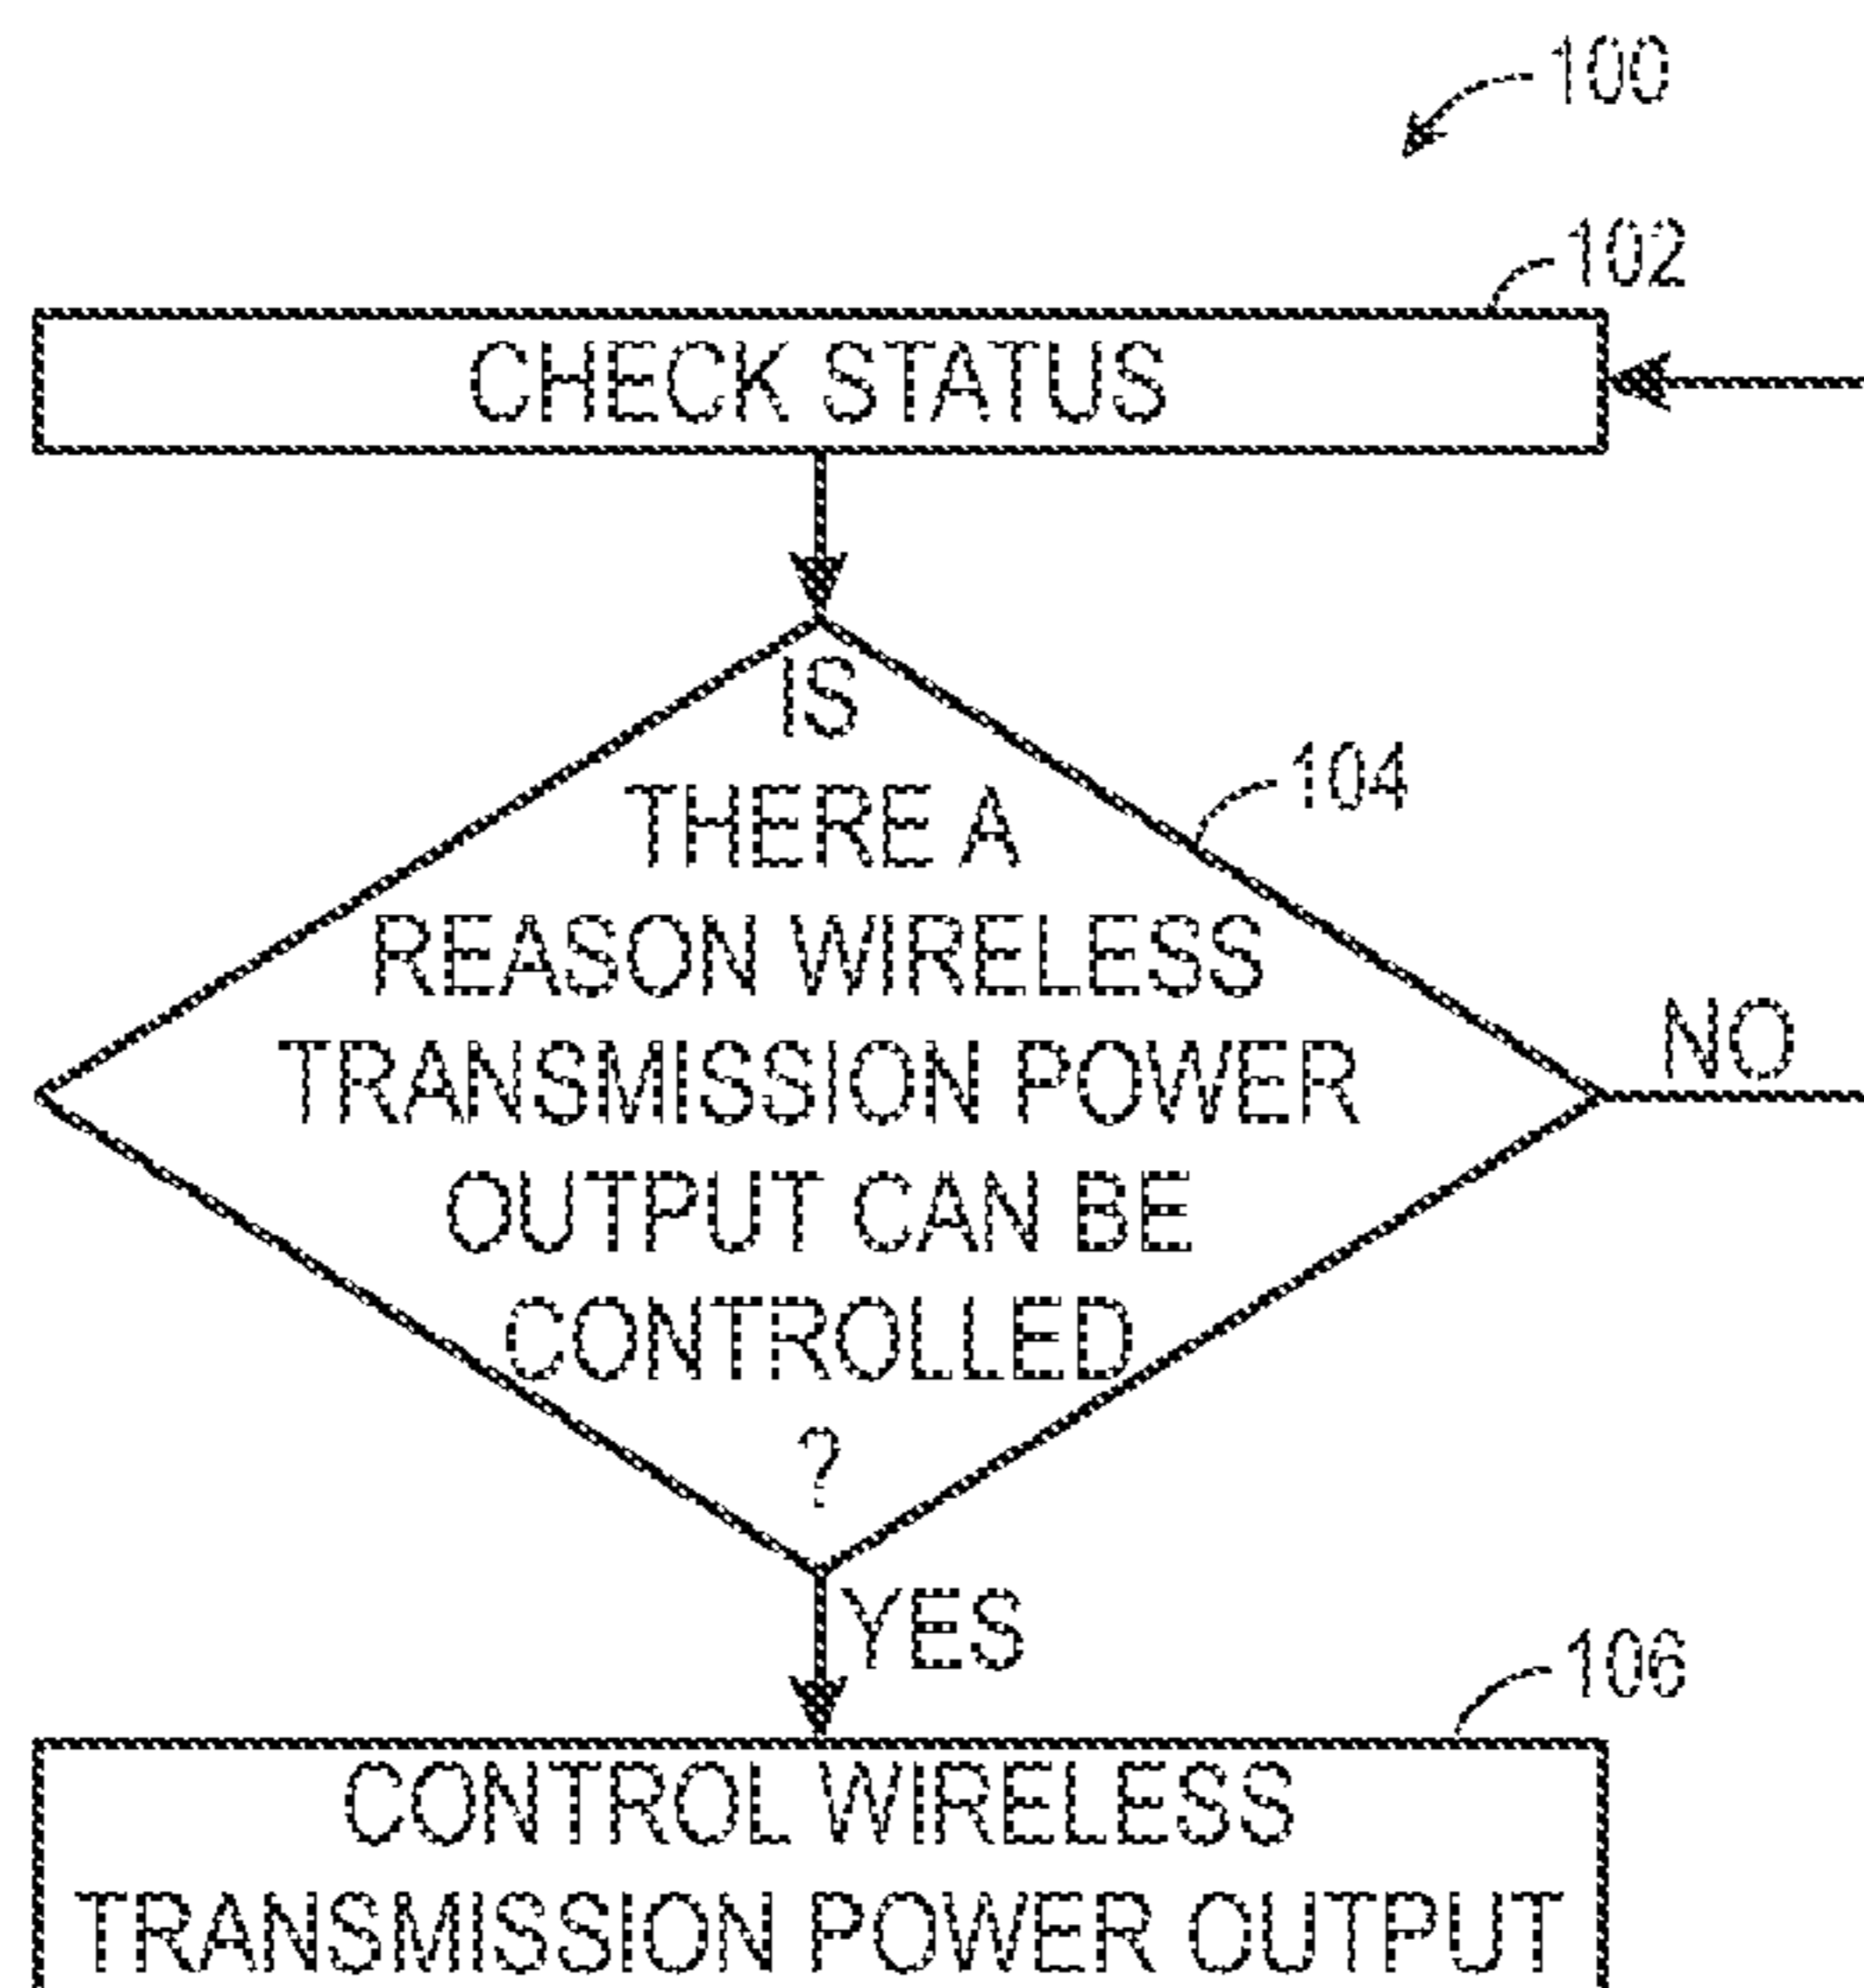 100
102
CHECK STATUS
IS
THERE A
104
REASON WIRELESS
TRANSMISSION POWER
NO
OUTPUT CAN BE
CONTROLLED
?
YES
106
CONTROL WIRELESS
TRANSMISSION POWER OUTPUT